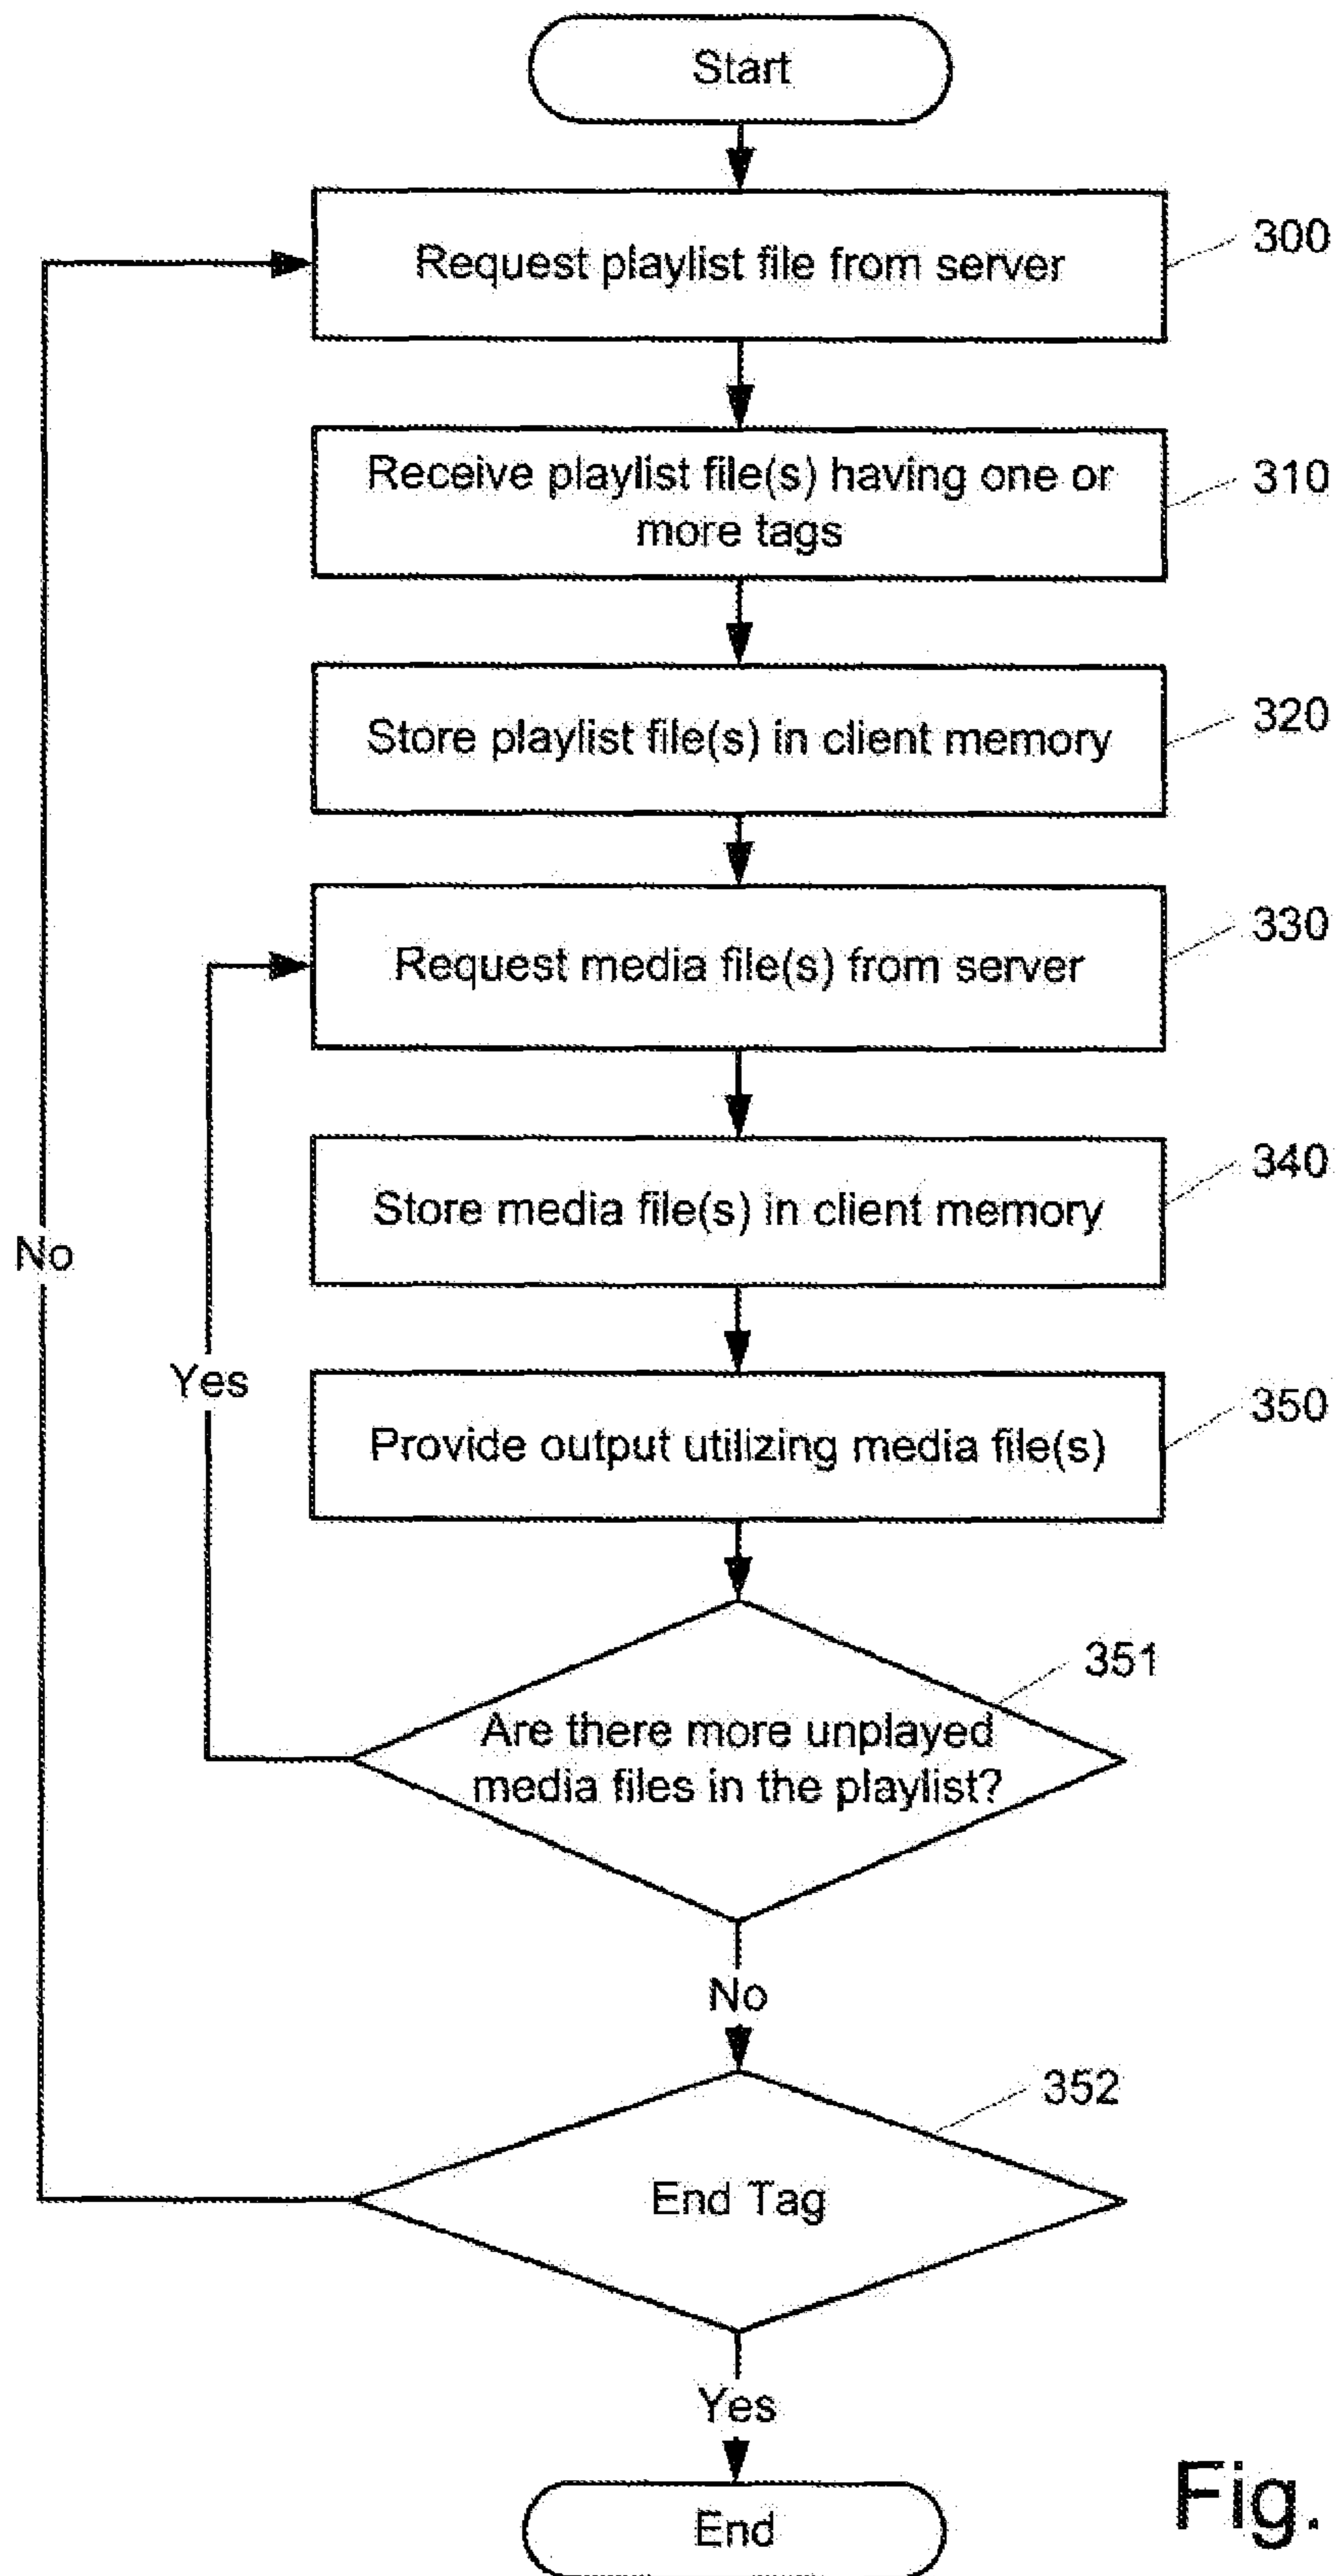 Start
Request playlist file from server
300
Receive playlist file(s) having one or
more tags
310
Store playlist file(s) in client memory
320
Request media file(s) from server
330
Store media file(s) in client memory
340
No
Yes
Provide output utilizing media file(s)
350
351
Are there more unplayed
media files in the playlist?
No
352
End Tag
Yes
End
Fig.